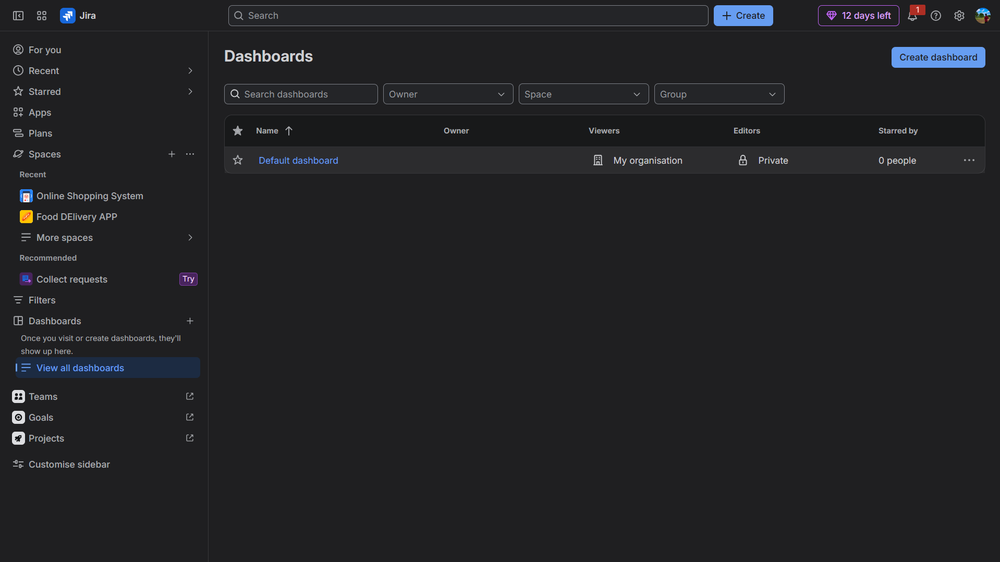 Jira
Search
Create
12 days left
1
For you
Recent
Starred
Apps
Plans
Spaces
Recent
Online Shopping System
Food DElivery APP
More spaces
Recommended
Collect requests
Try
Filters
Dashboards
Once you visit or create dashboards, they'll
show up here.
View all dashboards
Teams
Goals
Projects
Customise sidebar
Dashboards
Create dashboard
Search dashboards
Owner
Space
Group
Name
Owner
Viewers
Editors
Starred by
Default dashboard
My organisation
Private
0 people